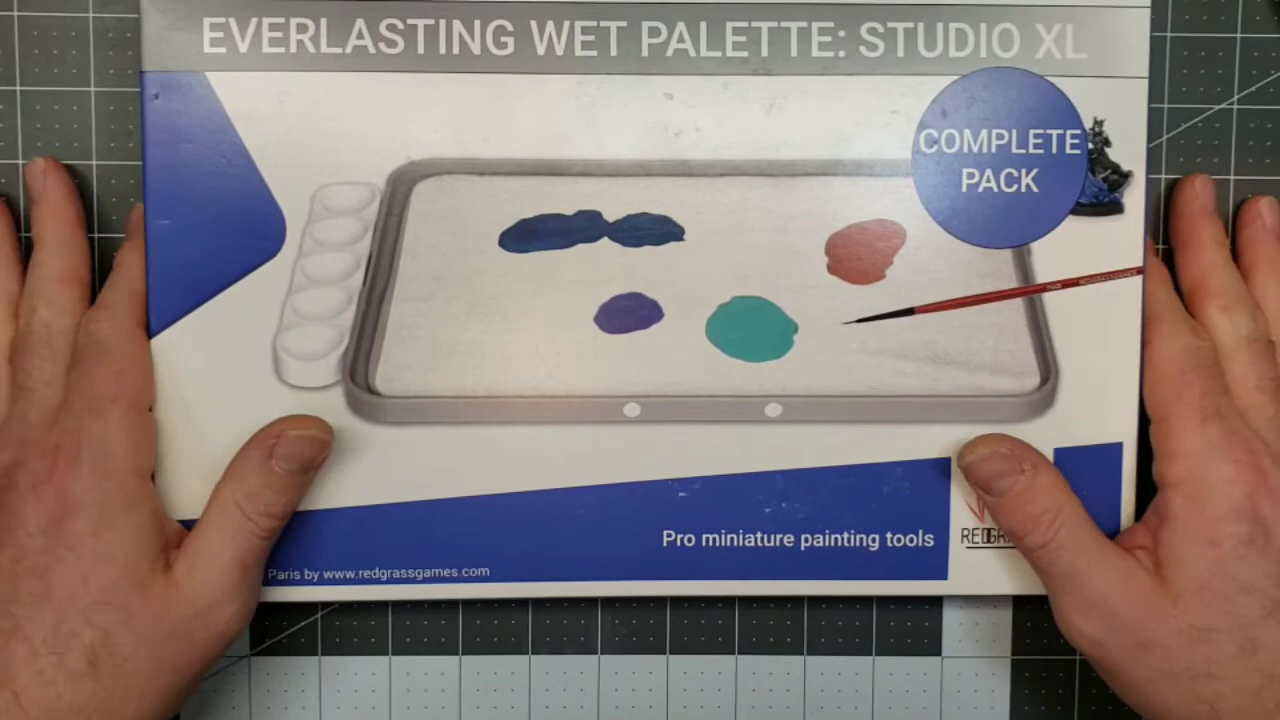 EVERLASTING WET PALETTE: STUDIO XL
COMPLETE
PACK
Pro miniature painting tools
Paris by www.redgrassgames.com